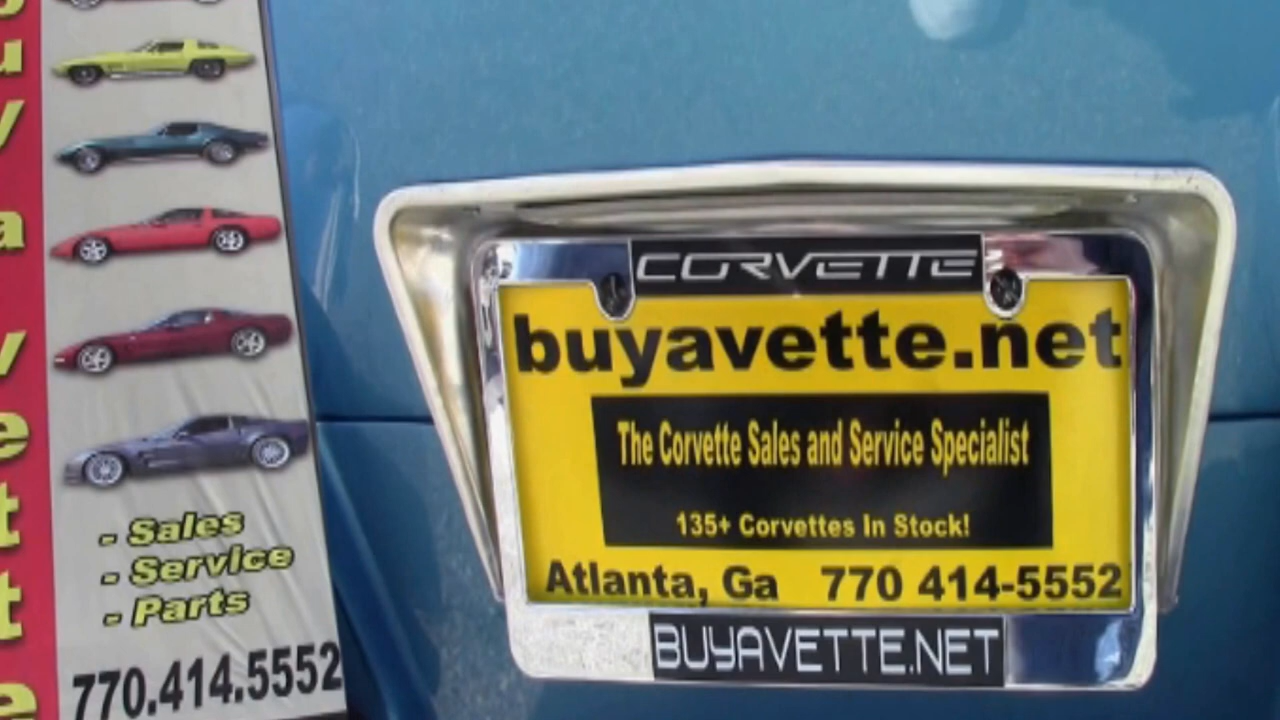 buyavette
- Sales
- Service
- Parts
770.414.5552
CORVETTE
buyavette.net
The Corvette Sales and Service Specialist
135+ Corvettes In Stock!
Atlanta, Ga 770 414-5552
BUYAVETTE.NET